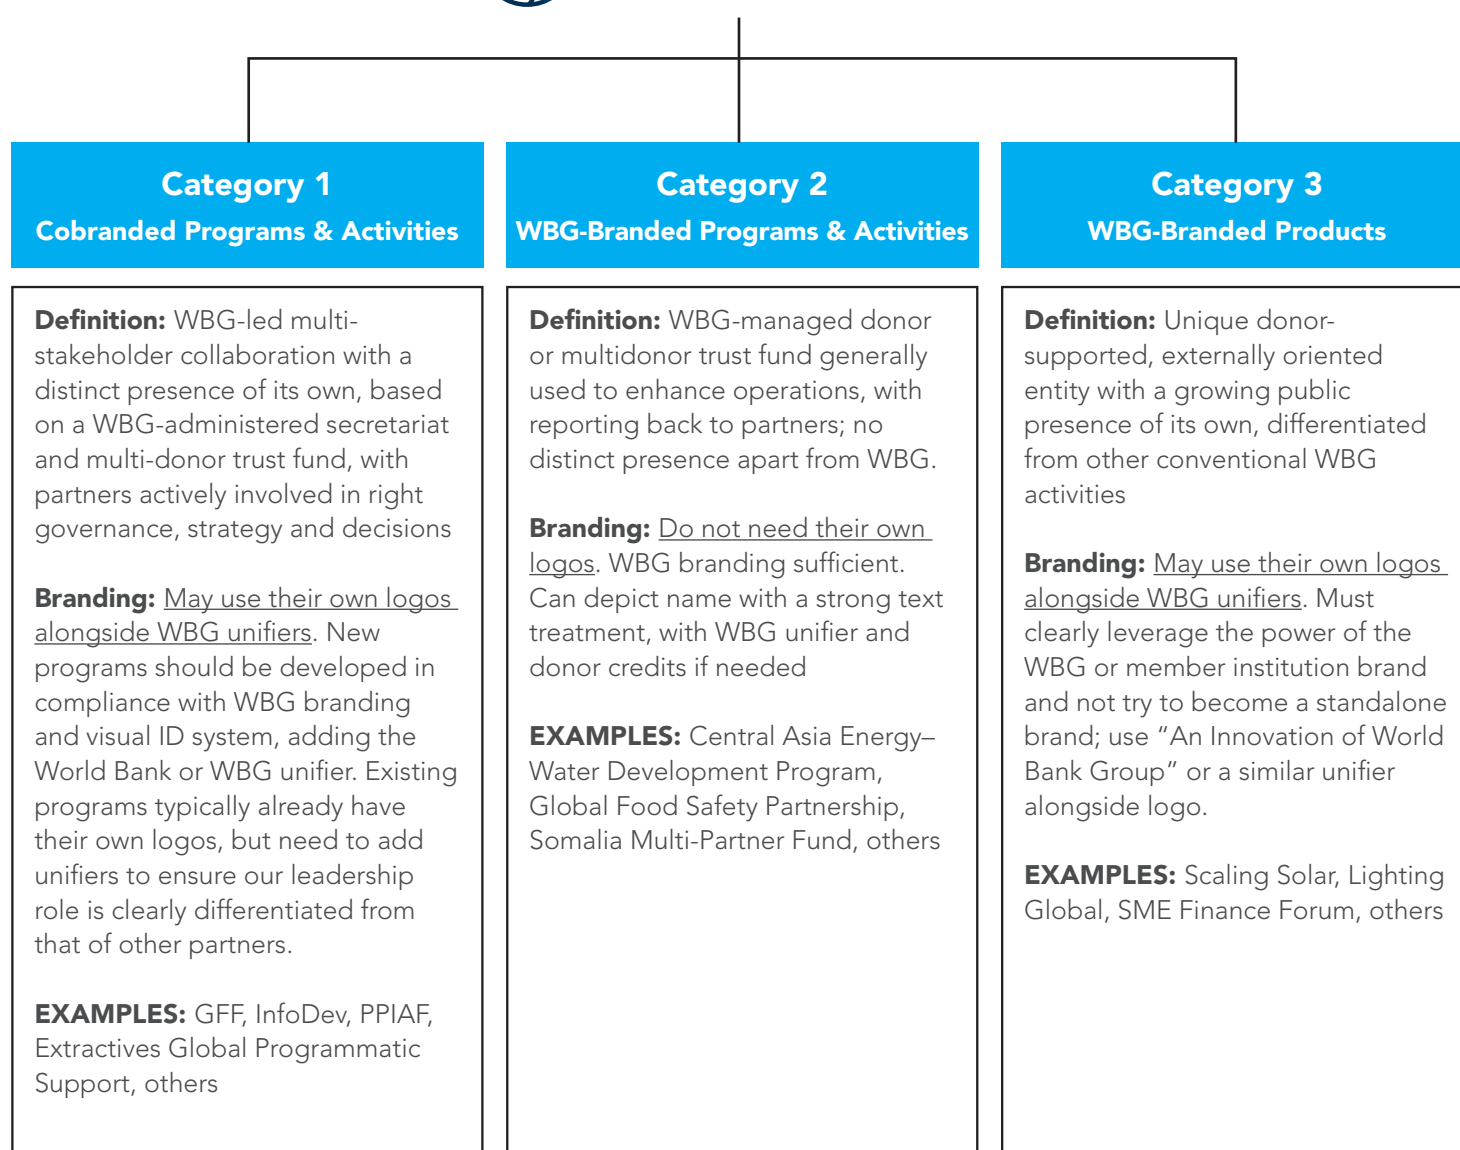 Category 1
Cobranded Programs & Activities
Definition: WBG-led multi-
stakeholder collaboration with a
distinct presence of its own, based
on a WBG-administered secretariat
and multi-donor trust fund, with
partners actively involved in right
governance, strategy and decisions
Branding: May use their own logos
alongside WBG unifiers. New
programs should be developed in
compliance with WBG branding
and visual ID system, adding the
World Bank or WBG unifier. Existing
programs typically already have
their own logos, but need to add
unifiers to ensure our leadership
role is clearly differentiated from
that of other partners.
EXAMPLES: GFF, InfoDev, PPIAF,
Extractives Global Programmatic
Support, others
Category 2
WBG-Branded Programs & Activities
Definition: WBG-managed donor
or multidonor trust fund generally
used to enhance operations, with
reporting back to partners; no
distinct presence apart from WBG.
Branding: Do not need their own
logos. WBG branding sufficient.
Can depict name with a strong text
treatment, with WBG unifier and
donor credits if needed
EXAMPLES: Central Asia Energy–
Water Development Program,
Global Food Safety Partnership,
Somalia Multi-Partner Fund, others
Category 3
WBG-Branded Products
Definition: Unique donor-
supported, externally oriented
entity with a growing public
presence of its own, differentiated
from other conventional WBG
activities
Branding: May use their own logos
alongside WBG unifiers. Must
clearly leverage the power of the
WBG or member institution brand
and not try to become a standalone
brand; use “An Innovation of World
Bank Group” or a similar unifier
alongside logo.
EXAMPLES: Scaling Solar, Lighting
Global, SME Finance Forum, others